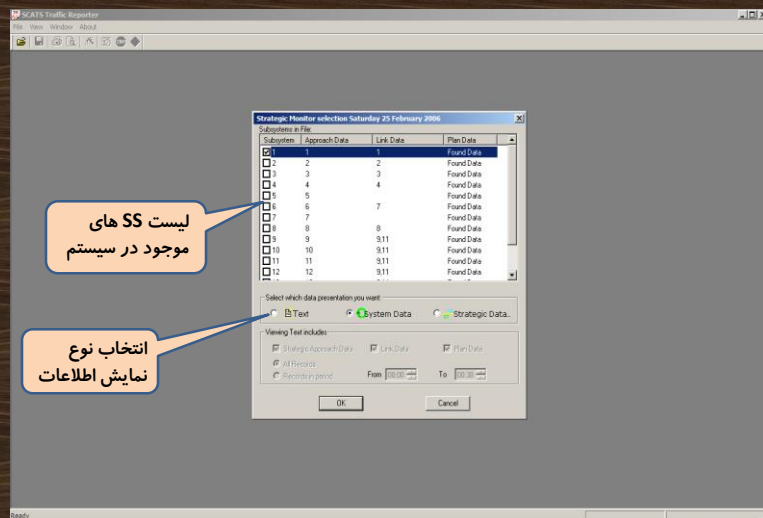 SCATS Traffic Reporter
File View Window About
Strategic Monitor selection Saturday 25 February 2006
Subsystems in File:
Subsystem Approach Data Link Data Plan Data
1 1 1 Found Data
2 2 2 Found Data
3 3 3 Found Data
4 4 4 Found Data
5 5 Found Data
6 6 7 Found Data
7 7 Found Data
8 8 8 Found Data
9 9 9,11 Found Data
10 10 9,11 Found Data
11 11 9,11 Found Data
12 12 9,11 Found Data
لیست SS های
موجود در سیستم
Select which data presentation you want:
Text System Data Strategic Data..
Viewing Text includes
Strategic Approach Data Link Data Plan Data
All Records
Records in period From 00:00 To 00:30
انتخاب نوع
نمایش اطلاعات
OK Cancel
Ready